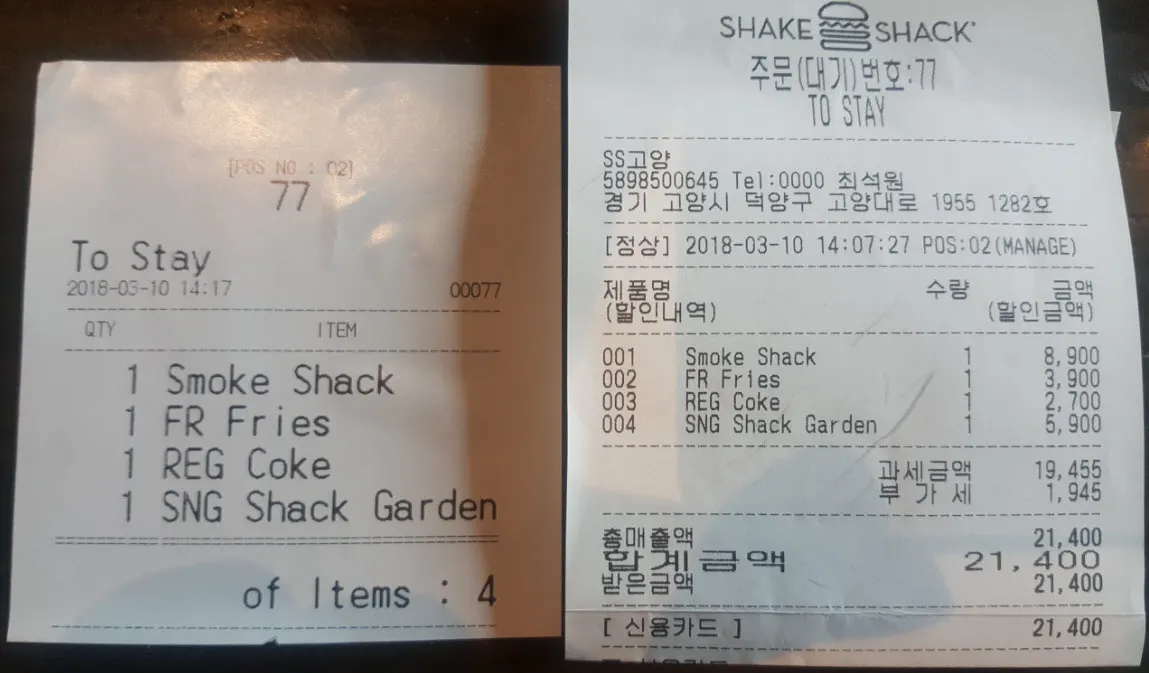 [POS NO : 02]
77
To Stay
2018-03-10 14:17 00077
QTY ITEM
1 Smoke Shack
1 FR Fries
1 REG Coke
1 SNG Shack Garden
of Items : 4
SHAKE SHACK
주문(대기)번호:77
TO STAY
SS고양
5898500645 Tel:0000 최석원
경기 고양시 덕양구 고양대로 1955 1282호
[정상] 2018-03-10 14:07:27 POS:02(MANAGE)
제품명 수량 금액
(할인내역) (할인금액)
001 Smoke Shack 1 8,900
002 FR Fries 1 3,900
003 REG Coke 1 2,700
004 SNG Shack Garden 1 5,900
과세금액 19,455
부 가 세 1,945
총매출액 21,400
합계금액 21,400
받은금액 21,400
[ 신용카드 ] 21,400